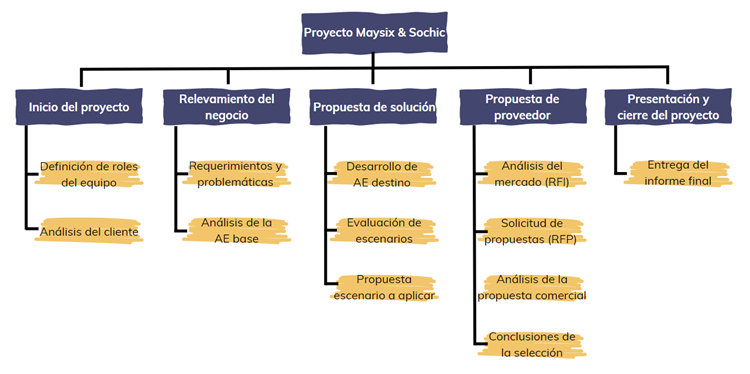 Proyecto Maysix & Sochic
Inicio del proyecto
Relevamiento del
negocio
Propuesta de solución
Propuesta de
proveedor
Presentación y
cierre del proyecto
Definición de roles
del equipo
Análisis del cliente
Requerimientos y
problemáticas
Análisis de la
AE base
Desarrollo de
AE destino
Evaluación de
escenarios
Propuesta
escenario a aplicar
Análisis del
mercado (RFI)
Solicitud de
propuestas (RFP)
Análisis de la
propuesta comercial
Conclusiones de
la selección
Entrega del
informe final